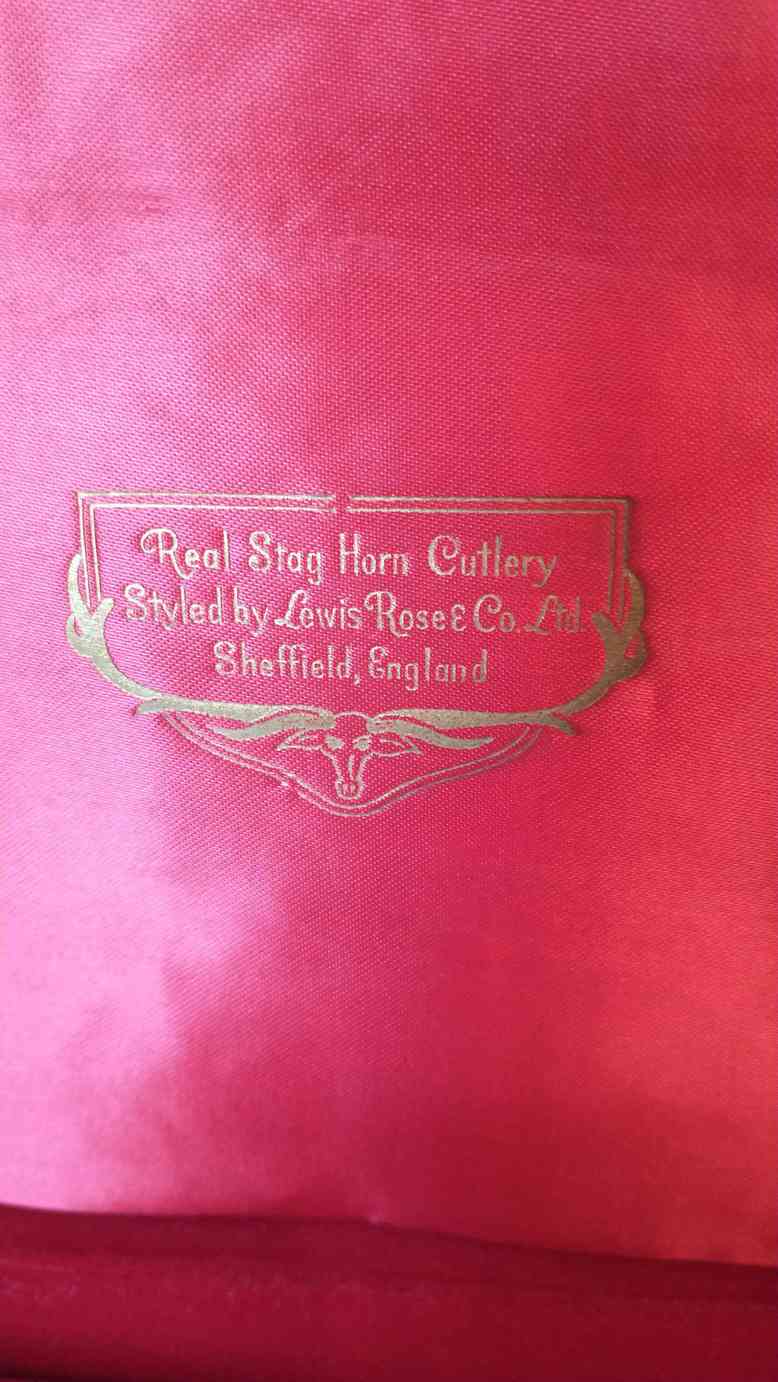 Real Stag Horn Cutlery
Styled by Lewis Rose & Co. Ltd.
Sheffield, England